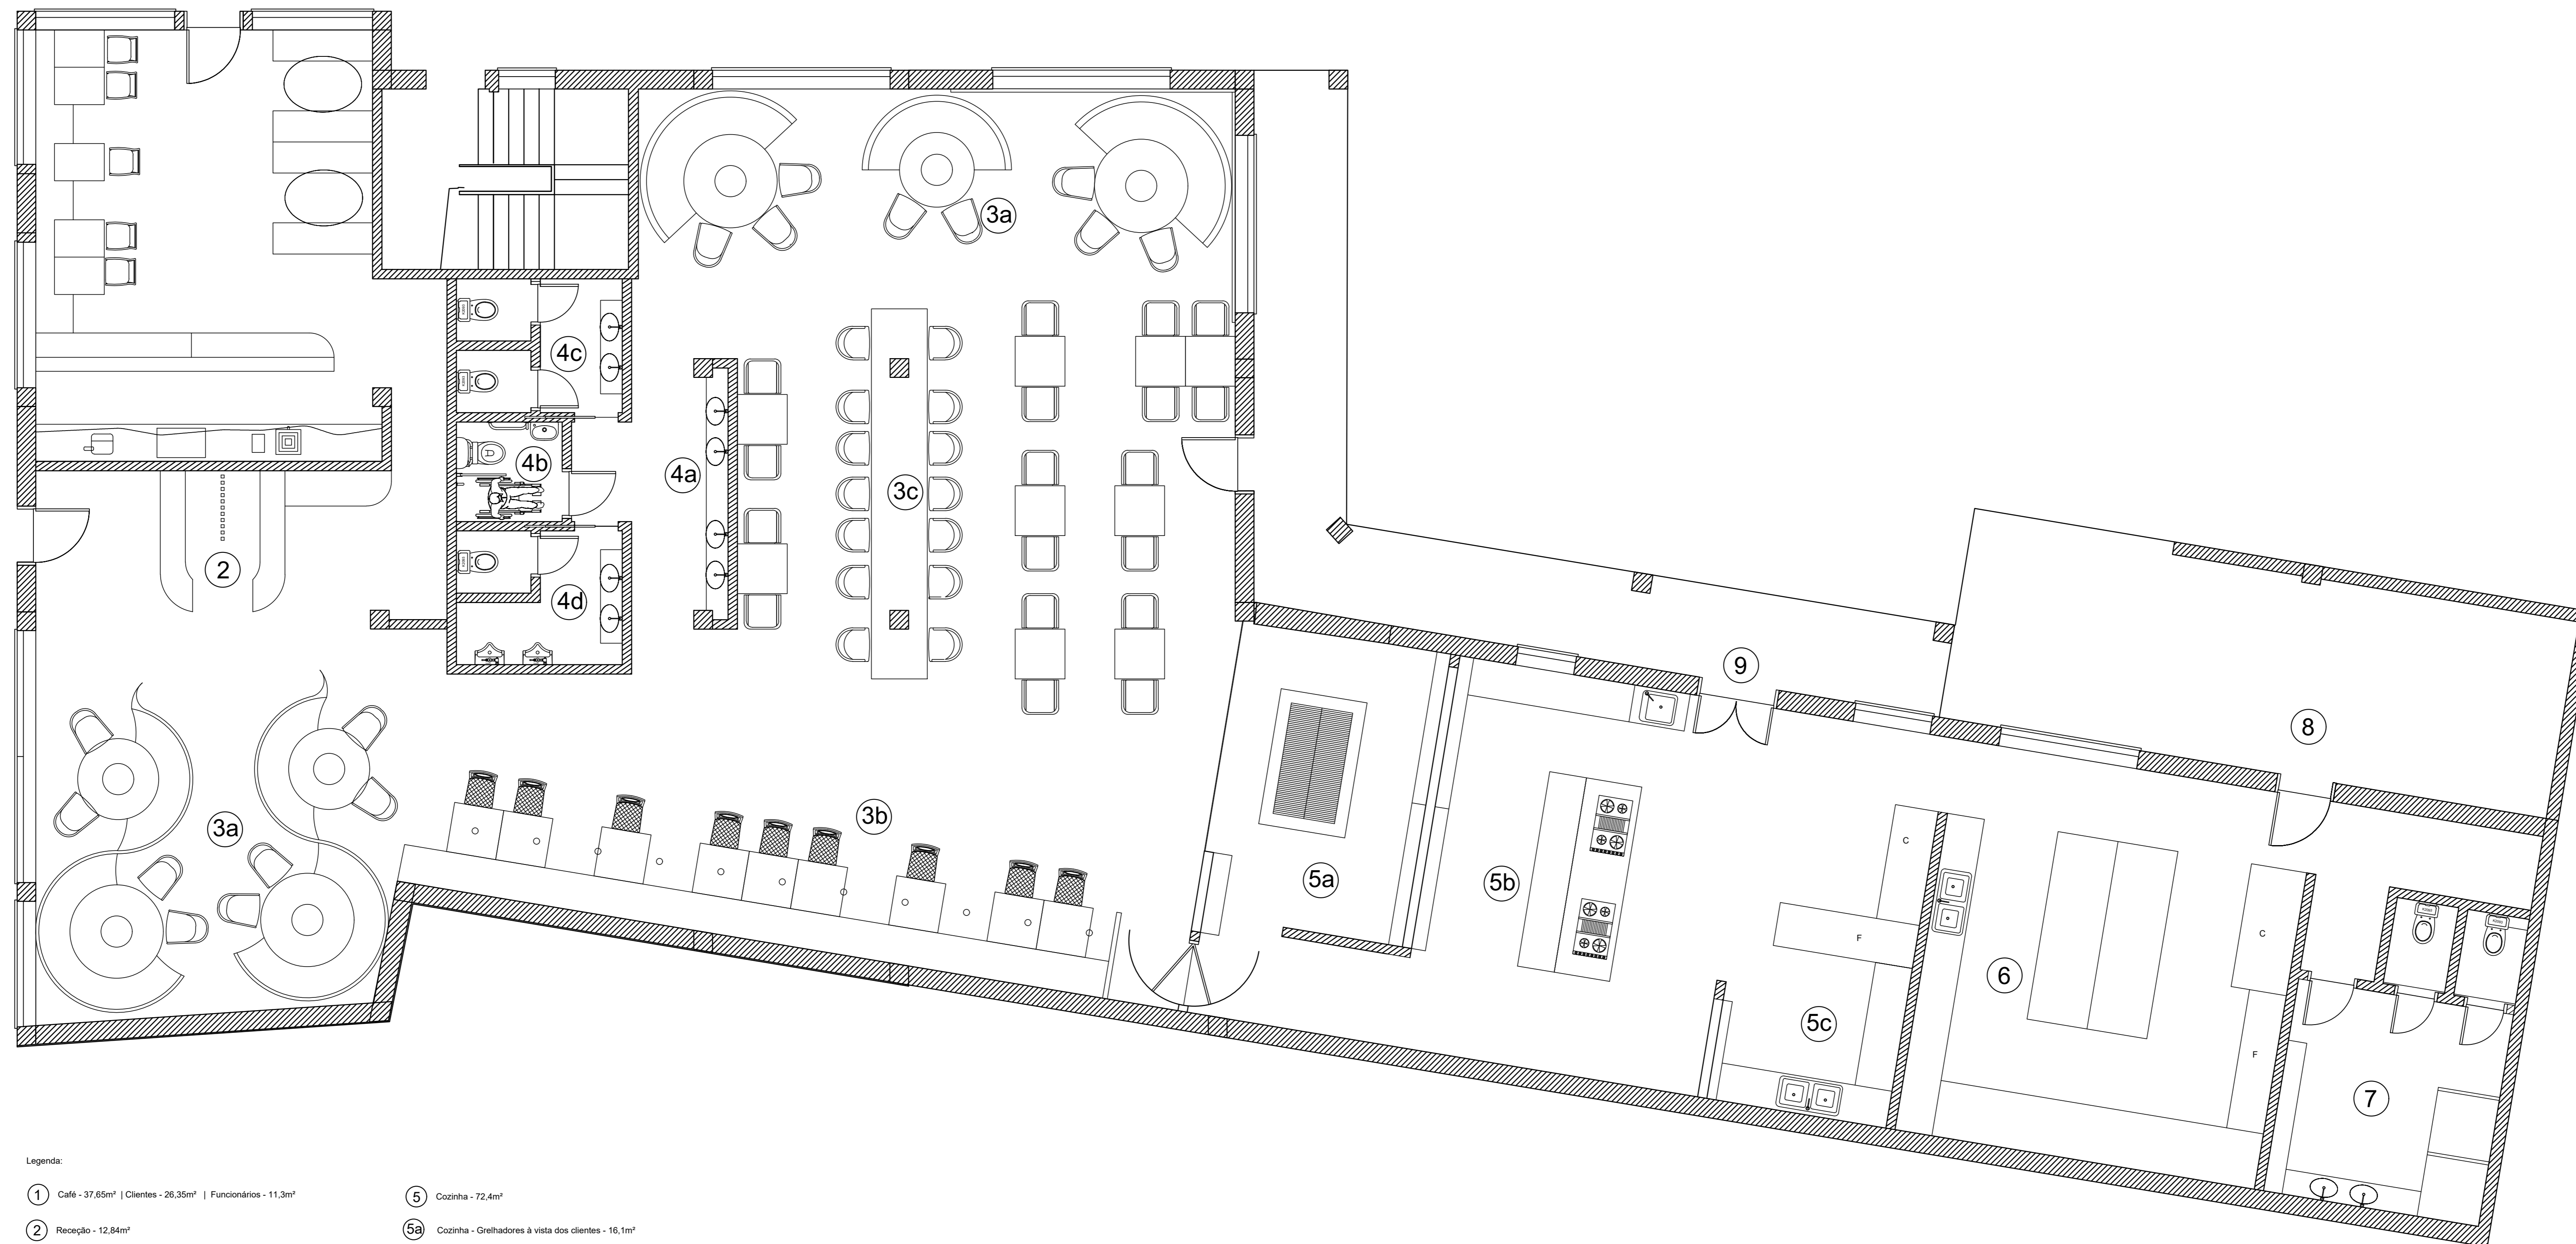 3a
4c
4b
4a
3c
2
4d
9
8
3b
3a
5a
5b
C
F
6
C
5c
F
7
Legenda:
1 Café - 37,65m² | Clientes - 26,35m² | Funcionários - 11,3m²
5 Cozinha - 72,4m²
2 Receção - 12,84m²
5a Cozinha - Grelhadores à vista dos clientes - 16,1m²